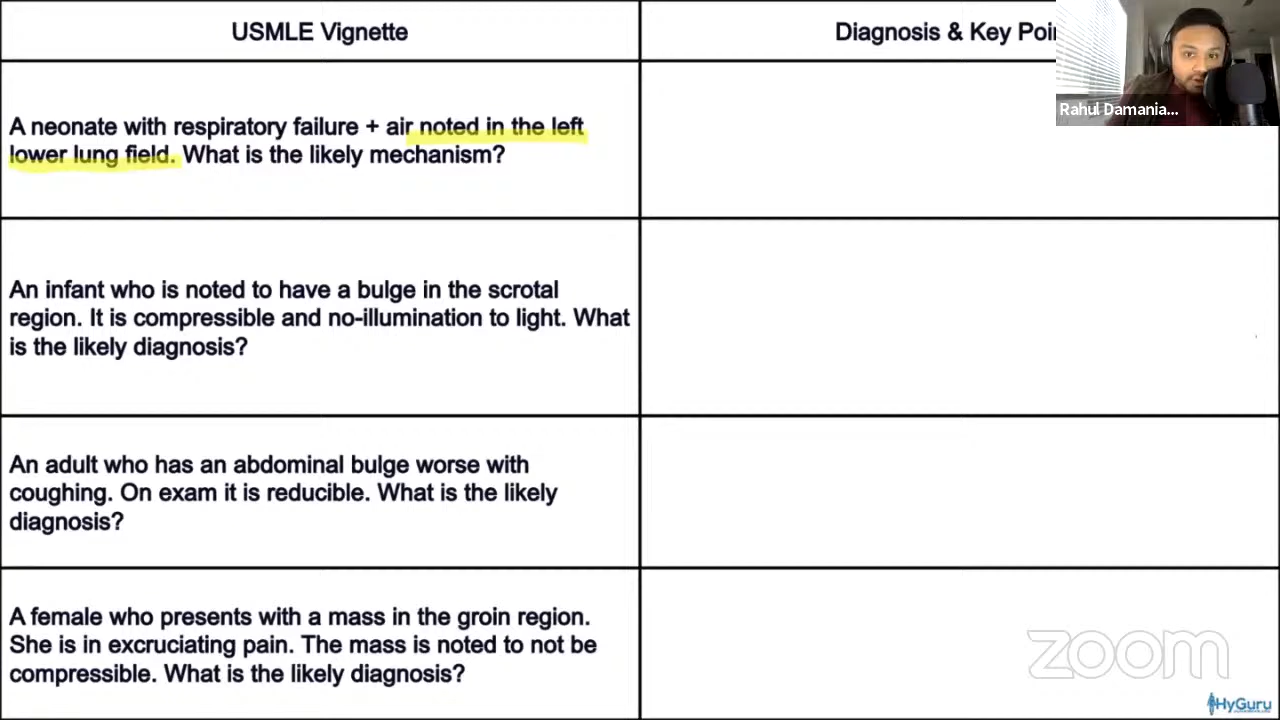 USMLE Vignette
Diagnosis & Key Poi
Rahul Damania...
A neonate with respiratory failure + air noted in the left
lower lung field. What is the likely mechanism?
An infant who is noted to have a bulge in the scrotal
region. It is compressible and no-illumination to light. What
is the likely diagnosis?
An adult who has an abdominal bulge worse with
coughing. On exam it is reducible. What is the likely
diagnosis?
A female who presents with a mass in the groin region.
She is in excruciating pain. The mass is noted to not be
compressible. What is the likely diagnosis?
zoom
HyGuru